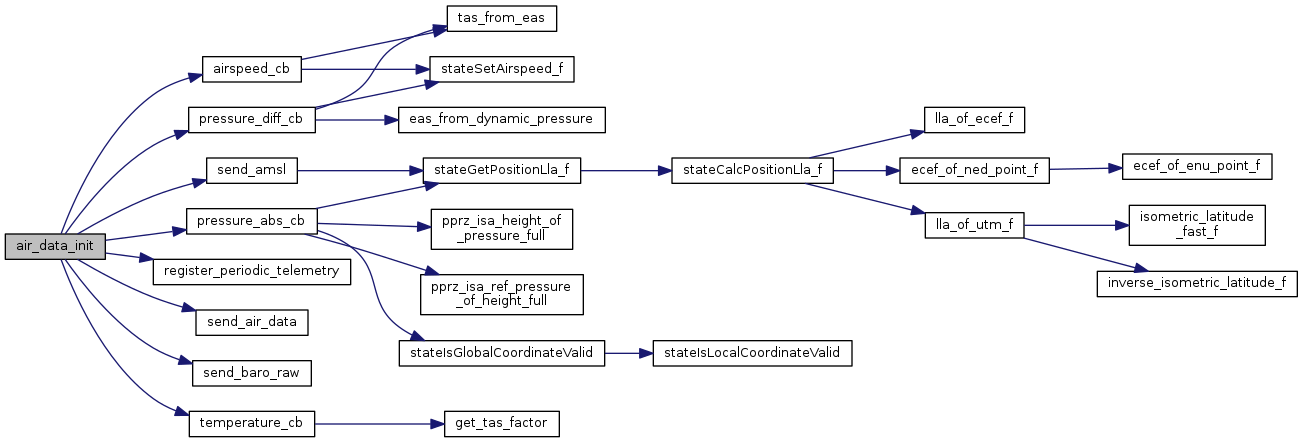 tas_from_eas
airspeed_cb
stateSetAirspeed_f
pressure_diff_cb
eas_from_dynamic_pressure
lla_of_ecef_f
send_amsl
stateGetPositionLla_f
stateCalcPositionLla_f
ecef_of_ned_point_f
ecef_of_enu_point_f
pressure_abs_cb
pprz_isa_height_of
_pressure_full
lla_of_utm_f
isometric_latitude
_fast_f
air_data_init
register_periodic_telemetry
pprz_isa_ref_pressure
_of_height_full
inverse_isometric_latitude_f
send_air_data
stateIsGlobalCoordinateValid
stateIsLocalCoordinateValid
send_baro_raw
temperature_cb
get_tas_factor